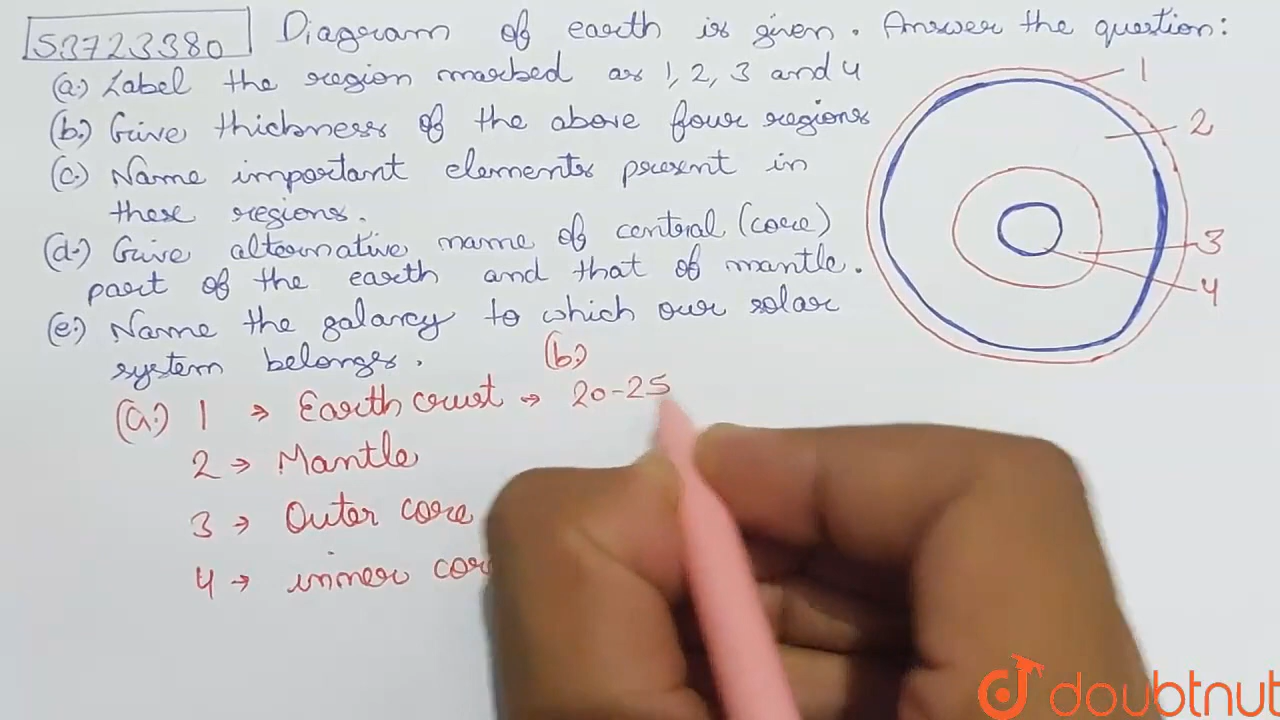 53723380 Diagram of earth is given. Answer the question:
(a.) Label the region marked as 1, 2, 3 and 4
(b.) Give thickness of the above four regions
(c.) Name important elements present in
these regions.
(d.) Give alternative name of central (core)
part of the earth and that of mantle.
(e.) Name the galaxy to which our solar
system belongs.
1
2
3
4
(b.)
(a.) 1 → Earth crust → 20-25
2 → Mantle
3 → Outer core
4 → inner cor
doubtnut